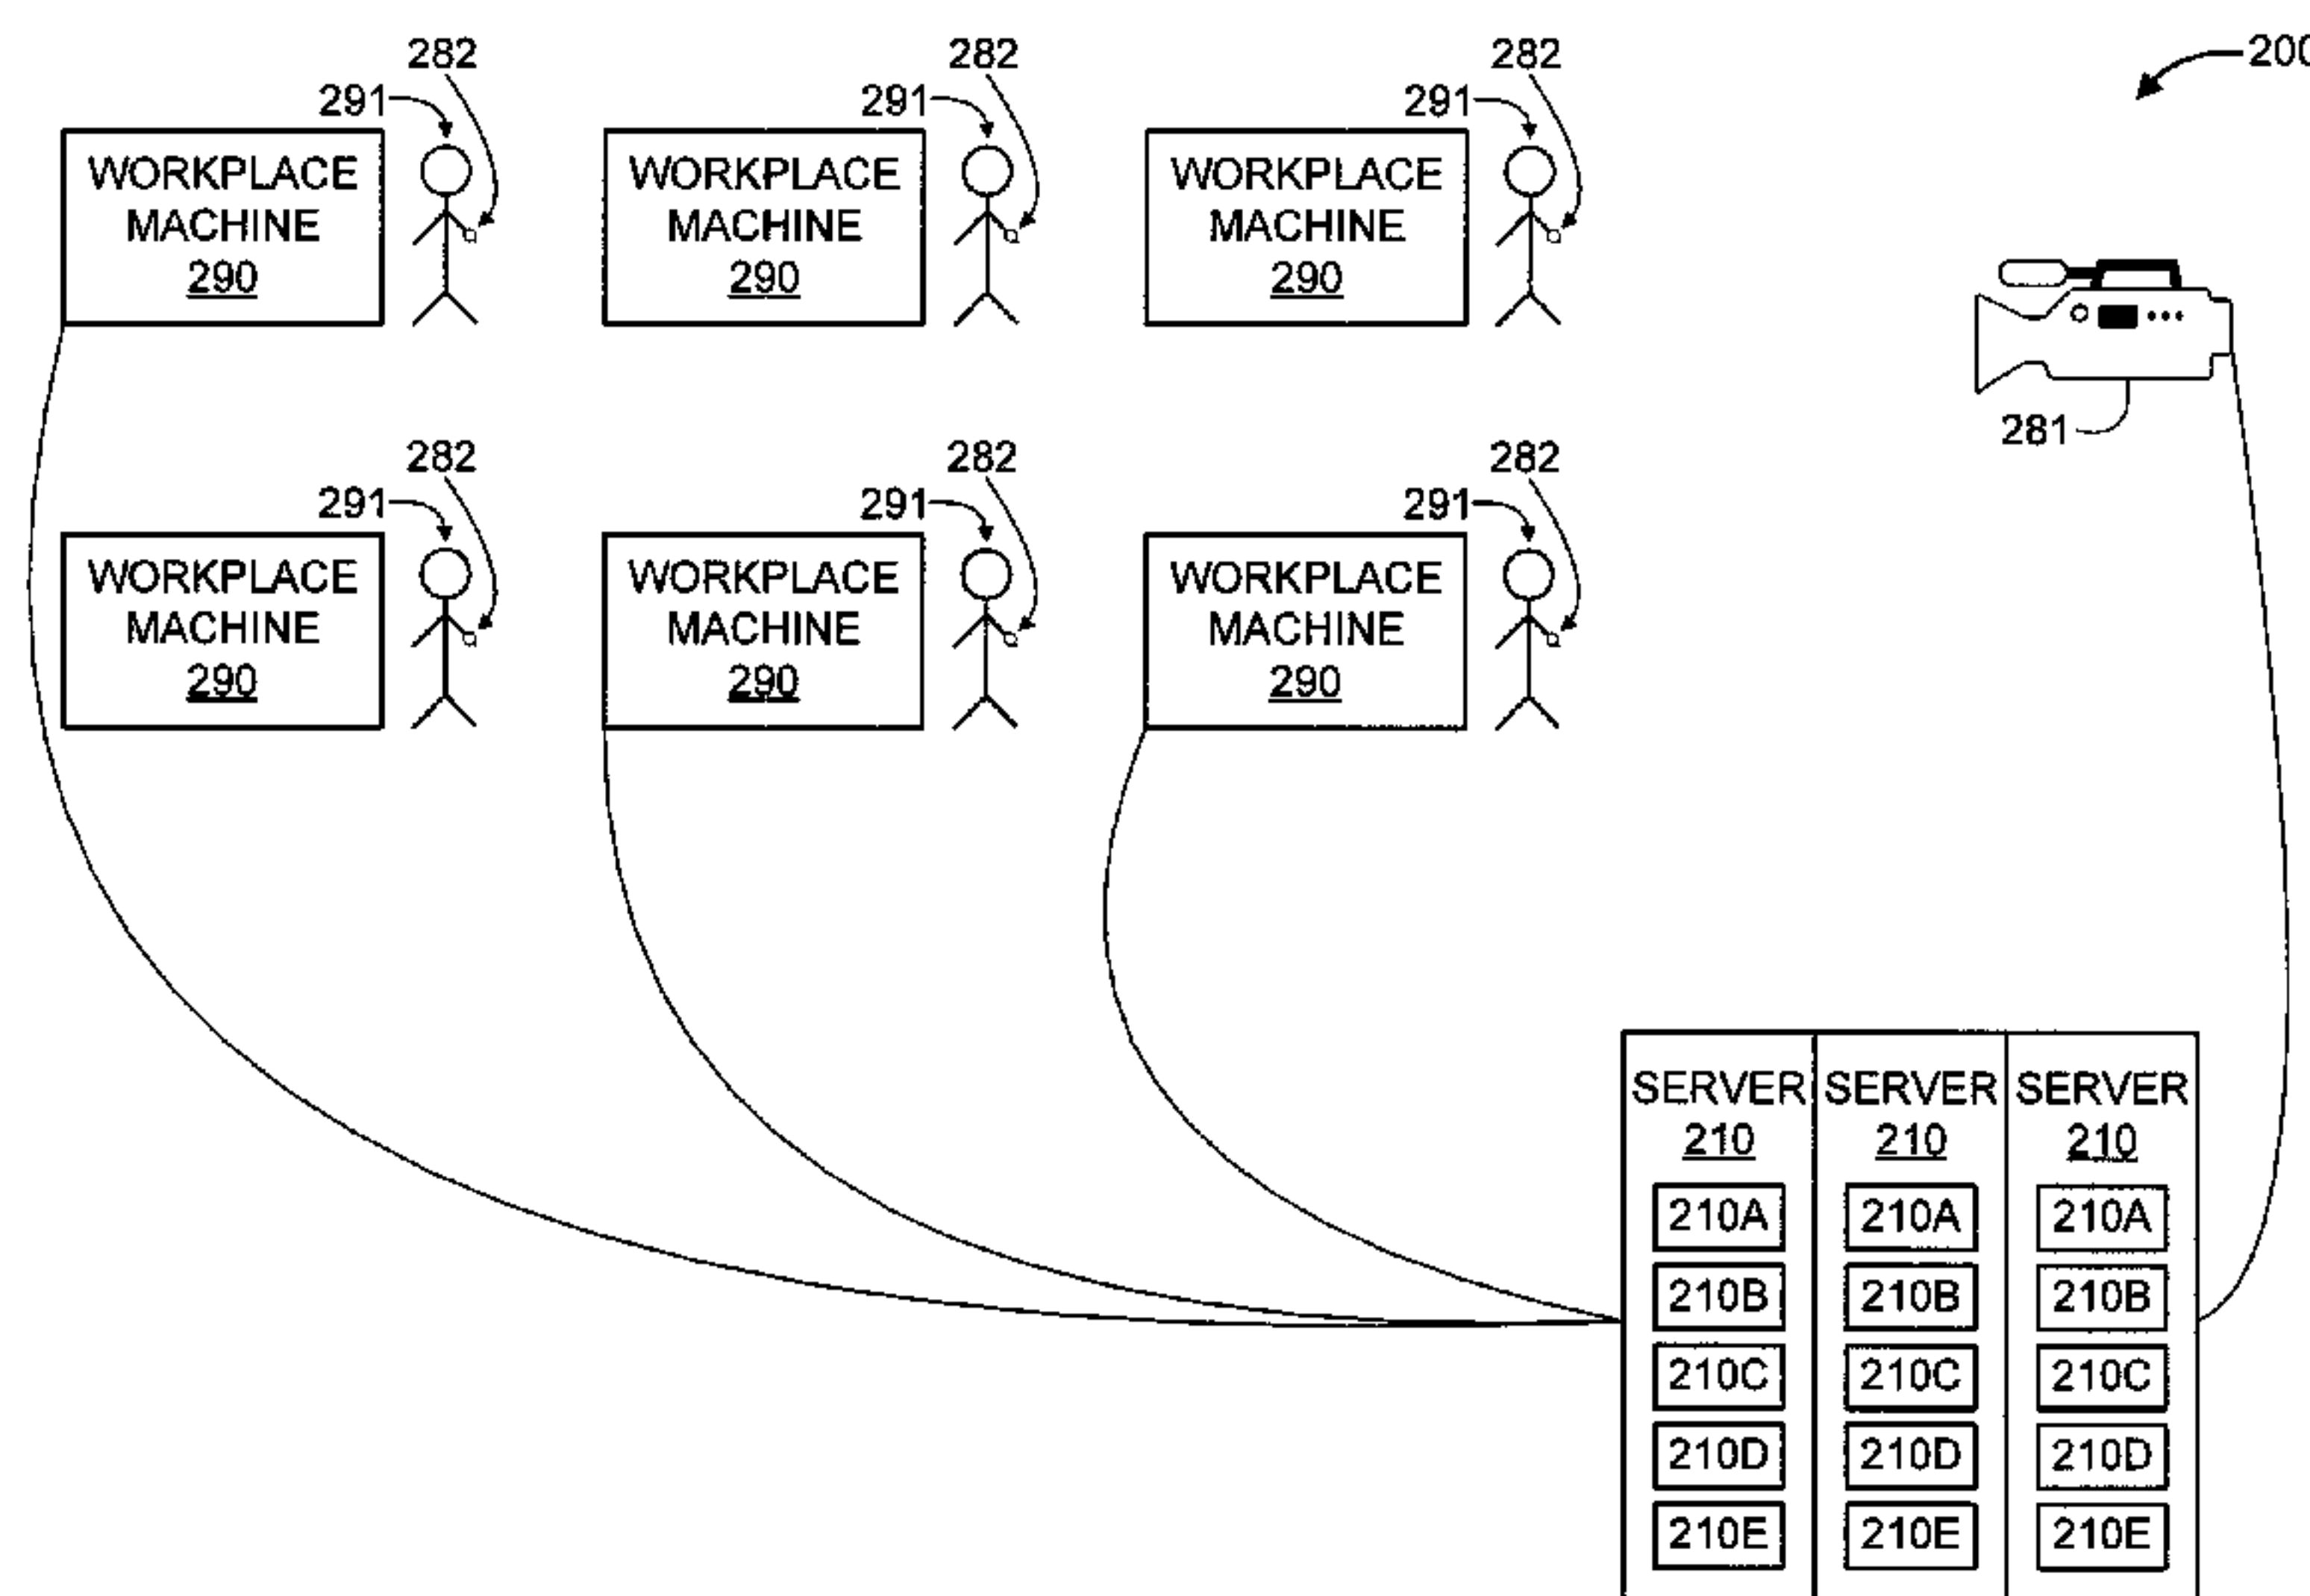 282 282 282 200
291 291 291
WORKPLACE WORKPLACE WORKPLACE
MACHINE MACHINE MACHINE
290 290 290
281
282 282 282
291 291 291
WORKPLACE WORKPLACE WORKPLACE
MACHINE MACHINE MACHINE
290 290 290
SERVER SERVER SERVER
210 210 210
210A 210A 210A
210B 210B 210B
210C 210C 210C
210D 210D 210D
210E 210E 210E